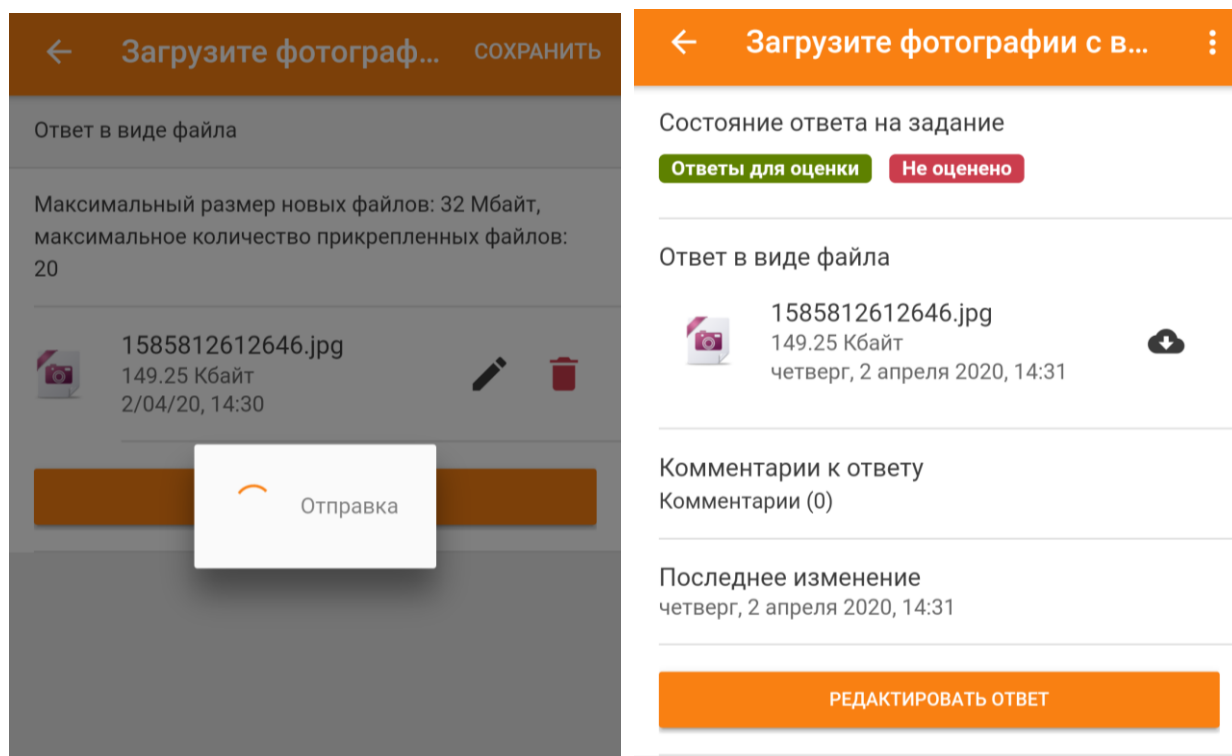 Загрузите фотограф...
СОХРАНИТЬ
Ответ в виде файла
Максимальный размер новых файлов: 32 Мбайт,
максимальное количество прикрепленных файлов:
20
1585812612646.jpg
149.25 Кбайт
2/04/20, 14:30
Отправка
Загрузите фотографии с в...
Состояние ответа на задание
Ответы для оценки
Не оценено
Ответ в виде файла
1585812612646.jpg
149.25 Кбайт
четверг, 2 апреля 2020, 14:31
Комментарии к ответу
Комментарии (0)
Последнее изменение
четверг, 2 апреля 2020, 14:31
РЕДАКТИРОВАТЬ ОТВЕТ